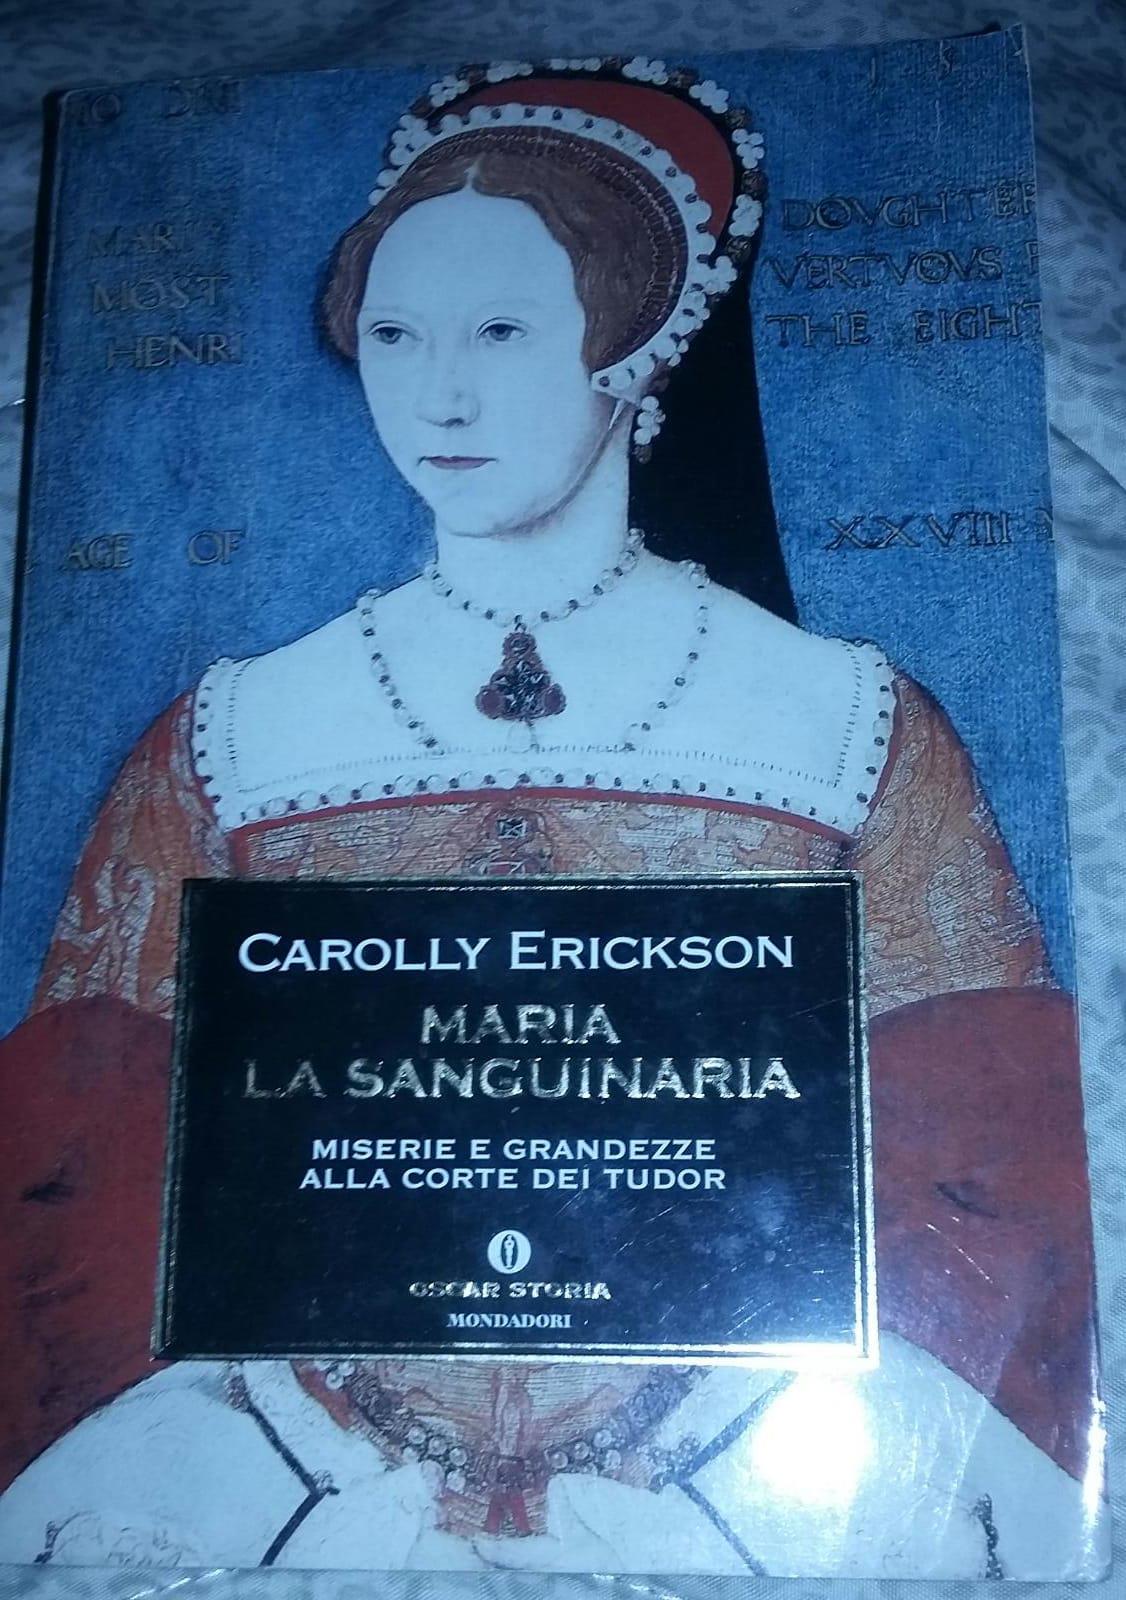 DNI
J S
MARI
DOVGHTER
MOST
VERTVOVS
HENRI
THE EIGHT
AGE OF
XXVIII
CAROLLY ERICKSON
MARIA
LA SANGUINARIA
MISERIE E GRANDEZZE
ALLA CORTE DEI TUDOR
OSCAR STORIA
MONDADORI